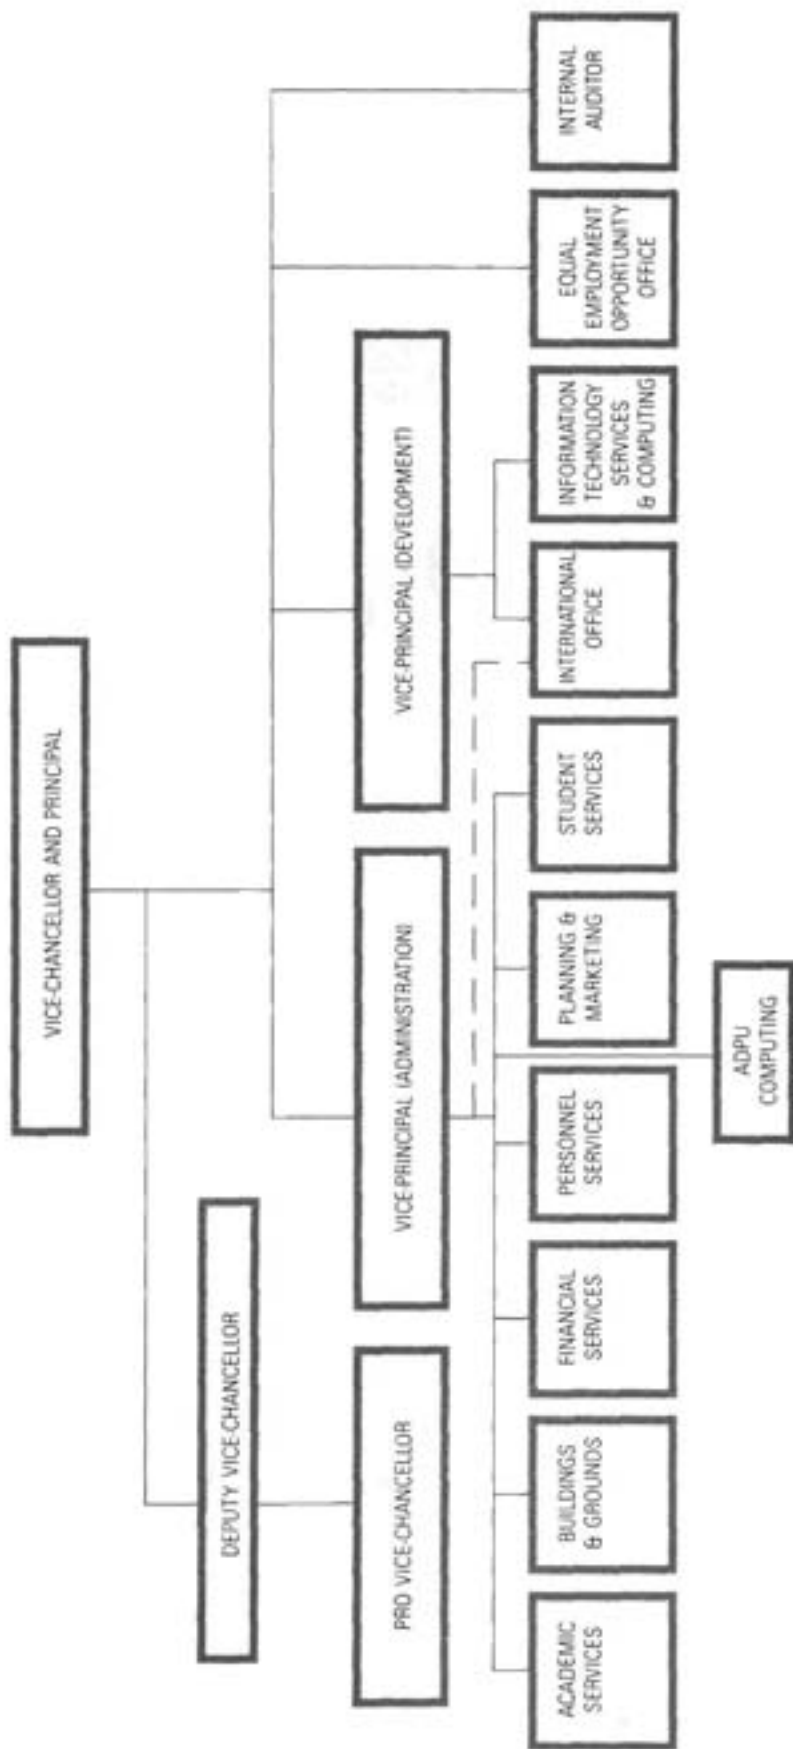 VICE-CHANCELLOR AND PRINCIPAL
DEPUTY VICE-CHANCELLOR
PRO VICE-CHANCELLOR
VICE-PRINCIPAL (ADMINISTRATION)
VICE-PRINCIPAL (DEVELOPMENT)
ACADEMIC
SERVICES
BUILDINGS
& GROUNDS
FINANCIAL
SERVICES
PERSONNEL
SERVICES
PLANNING &
MARKETING
STUDENT
SERVICES
INTERNATIONAL
OFFICE
INFORMATION
TECHNOLOGY
SERVICES
& COMPUTING
EQUAL
EMPLOYMENT
OPPORTUNITY
OFFICE
INTERNAL
AUDITOR
ADPU
COMPUTING